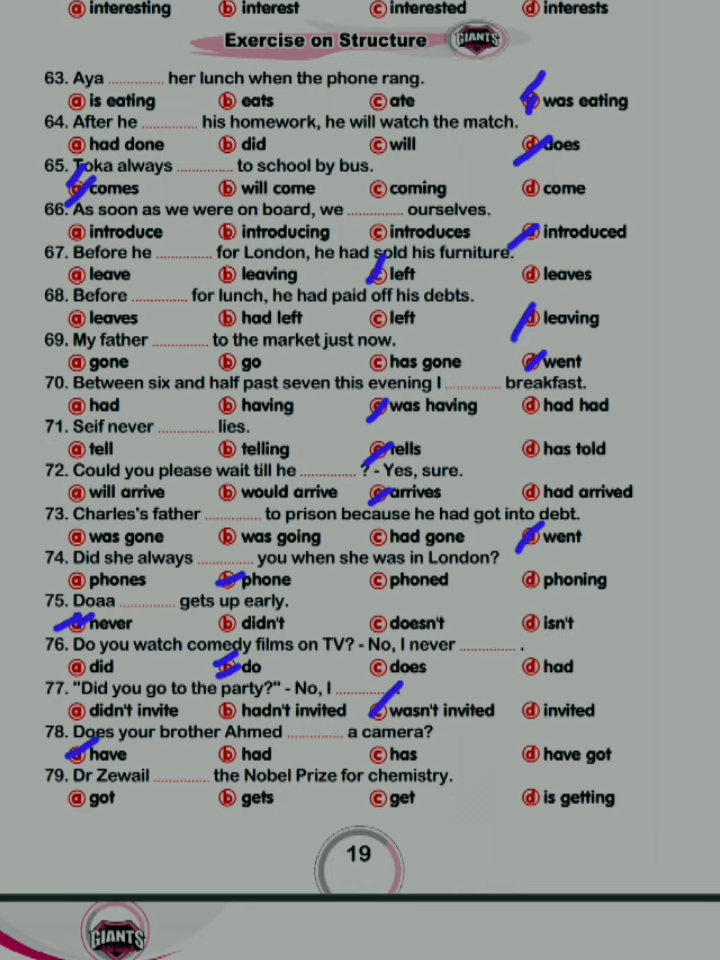 a interesting b interest c interested d interests
Exercise on Structure GIANTS
63. Aya .............. her lunch when the phone rang.
a is eating b eats c ate d was eating
64. After he .............. his homework, he will watch the match.
a had done b did c will d does
65. Toka always .............. to school by bus.
a comes b will come c coming d come
66. As soon as we were on board, we .............. ourselves.
a introduce b introducing c introduces d introduced
67. Before he .............. for London, he had sold his furniture.
a leave b leaving c left d leaves
68. Before .............. for lunch, he had paid off his debts.
a leaves b had left c left d leaving
69. My father .............. to the market just now.
a gone b go c has gone d went
70. Between six and half past seven this evening I .............. breakfast.
a had b having c was having d had had
71. Seif never .............. lies.
a tell b telling c tells d has told
72. Could you please wait till he .............. ? - Yes, sure.
a will arrive b would arrive c arrives d had arrived
73. Charles's father .............. to prison because he had got into debt.
a was gone b was going c had gone d went
74. Did she always .............. you when she was in London?
a phones b phone c phoned d phoning
75. Doaa .............. gets up early.
a never b didn't c doesn't d isn't
76. Do you watch comedy films on TV? - No, I never .............. .
a did b do c does d had
77. "Did you go to the party?" - No, I .............. .
a didn't invite b hadn't invited c wasn't invited d invited
78. Does your brother Ahmed .............. a camera?
a have b had c has d have got
79. Dr Zewail .............. the Nobel Prize for chemistry.
a got b gets c get d is getting
19
GIANTS